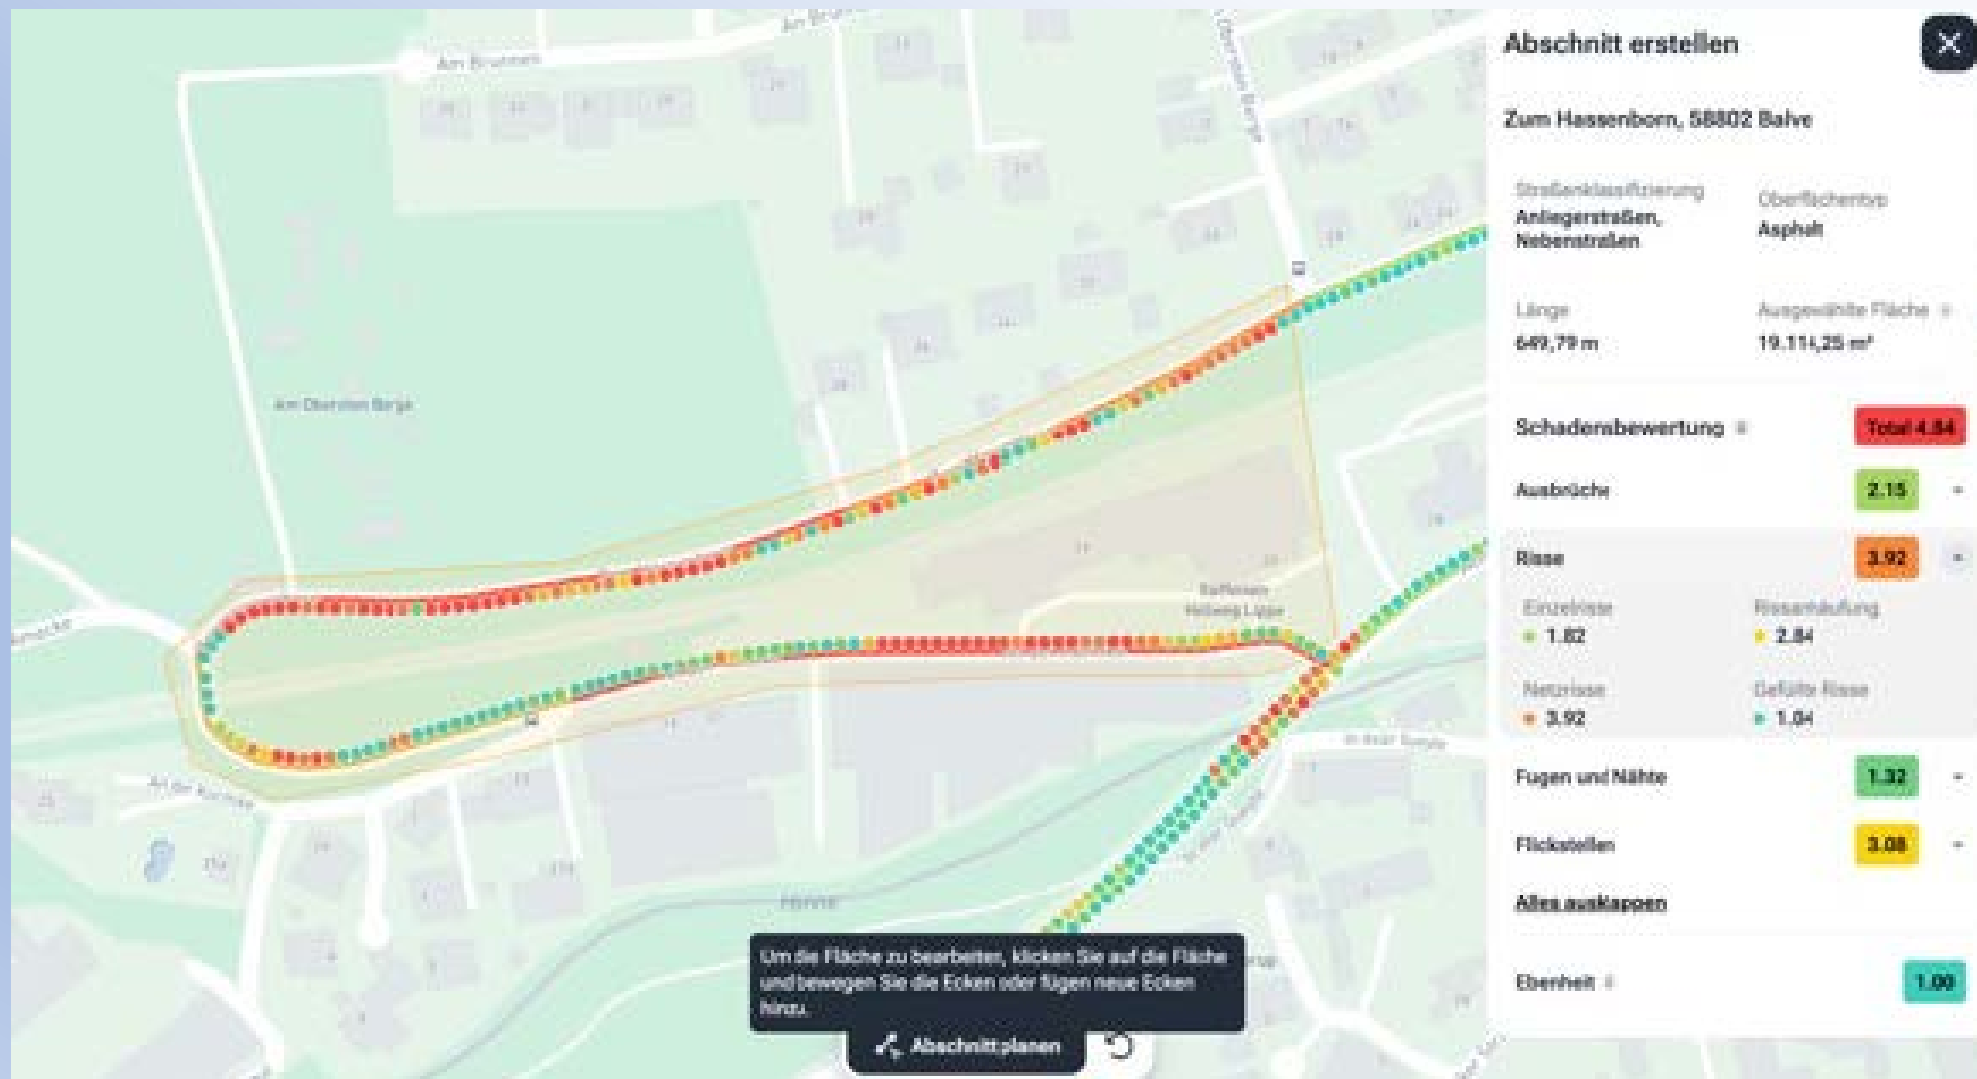 Am Brunnen
Am Obersten Berge
Raiffeisen
Hellweg Lippe
Hönne
Abschnitt erstellen
Zum Hassenborn, 58802 Balve
Straßenklassifizierung
Anliegerstraßen,
Nebenstraßen
Oberflächentyp
Asphalt
Länge
649,79 m
Ausgewählte Fläche
19.114,25 m²
Schadensbewertung
Total 4.84
Ausbrüche
2.15
Risse
3.92
Einzelrisse
1.82
Rissanhäufung
2.84
Netzrisse
3.92
Gefüllte Risse
1.04
Fugen und Nähte
1.32
Flickstellen
3.08
Alles ausklappen
Ebenheit
1.00
Um die Fläche zu bearbeiten, klicken Sie auf die Fläche
und bewegen Sie die Ecken oder fügen neue Ecken
hinzu.
Abschnitt planen